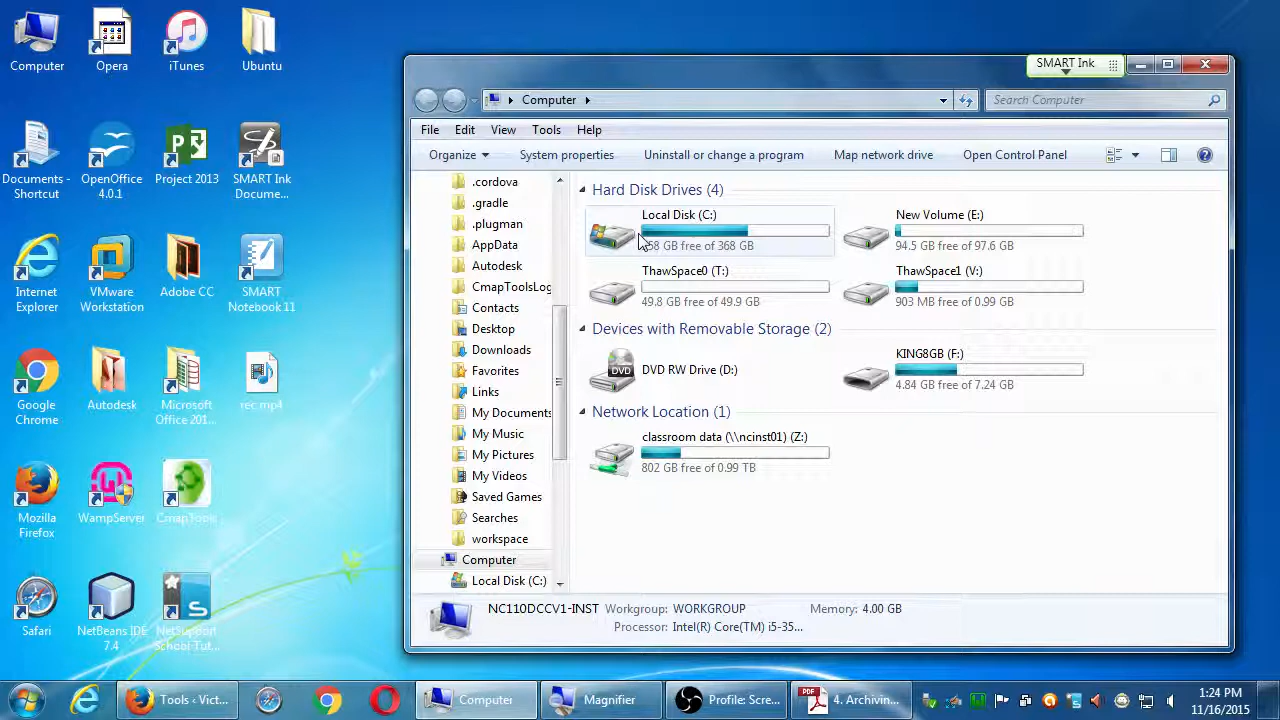 Computer
Opera
iTunes
Ubuntu
Documents -
Shortcut
OpenOffice
4.0.1
Project 2013
SMART Ink
Docume...
Internet
Explorer
VMware
Workstation
Adobe CC
SMART
Notebook 11
Google
Chrome
Autodesk
Microsoft
Office 201...
rec.mp4
Mozilla
Firefox
WampServer
CmapTools
Safari
NetBeans IDE
7.4
NetSupport
School Tut...
SMART Ink
Computer
Search Computer
File Edit View Tools Help
Organize System properties Uninstall or change a program Map network drive Open Control Panel
.cordova
.gradle
.plugman
AppData
Autodesk
CmapToolsLog
Contacts
Desktop
Downloads
Favorites
Links
My Documents
My Music
My Pictures
My Videos
Saved Games
Searches
workspace
Computer
Local Disk (C:)
Hard Disk Drives (4)
Local Disk (C:)
58 GB free of 368 GB
New Volume (E:)
94.5 GB free of 97.6 GB
ThawSpace0 (T:)
49.8 GB free of 49.9 GB
ThawSpace1 (V:)
903 MB free of 0.99 GB
Devices with Removable Storage (2)
DVD
DVD RW Drive (D:)
KING8GB (F:)
4.84 GB free of 7.24 GB
Network Location (1)
classroom data (\\ncinst01) (Z:)
802 GB free of 0.99 TB
NC110DCCV1-INST Workgroup: WORKGROUP Memory: 4.00 GB
Processor: Intel(R) Core(TM) i5-35...
Tools ‹ Vict...
Computer
Magnifier
Profile: Scre...
PDF
4. Archivin...
1:24 PM
11/16/2015